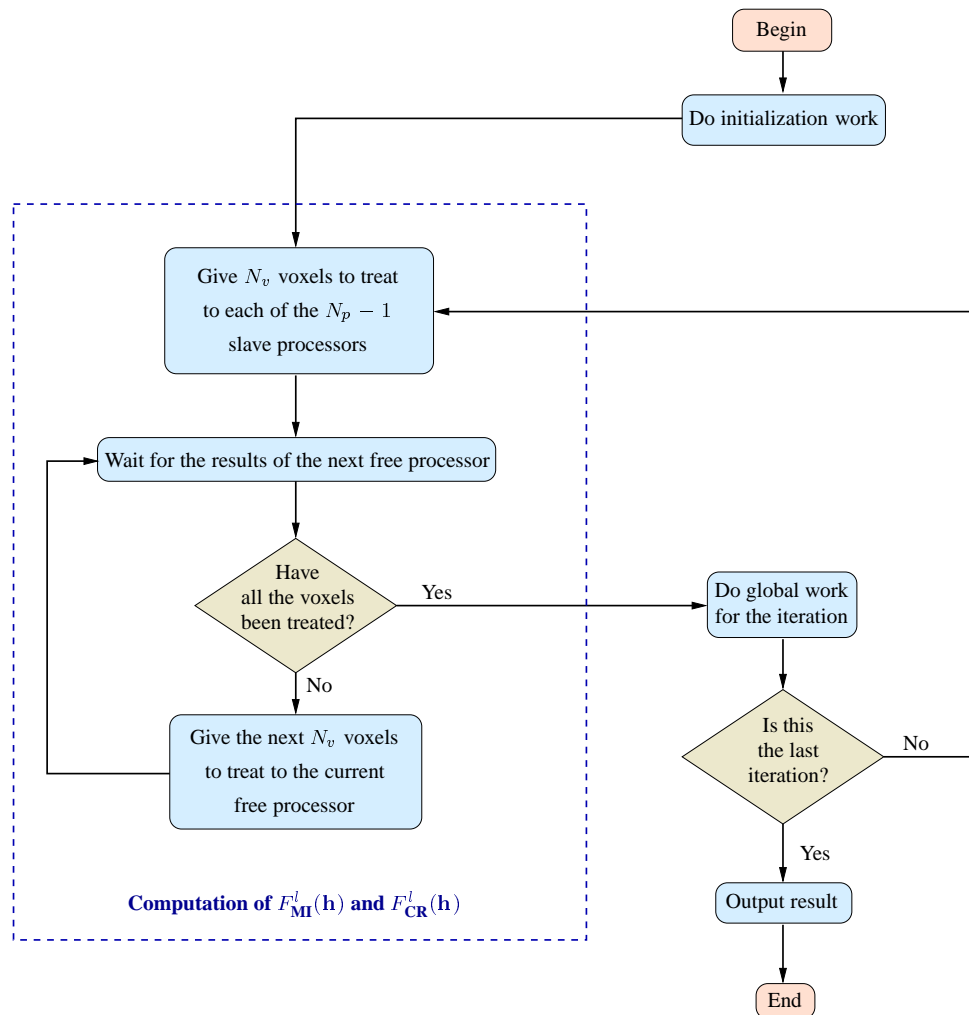 Begin
Do initialization work
Give $N_v$ voxels to treat
to each of the $N_p - 1$
slave processors
Wait for the results of the next free processor
Have
all the voxels
been treated?
Yes
No
Give the next $N_v$ voxels
to treat to the current
free processor
Computation of $F^l_{\mathbf{MI}}(\mathbf{h})$ and $F^l_{\mathbf{CR}}(\mathbf{h})$
Do global work
for the iteration
Is this
the last
iteration?
No
Yes
Output result
End